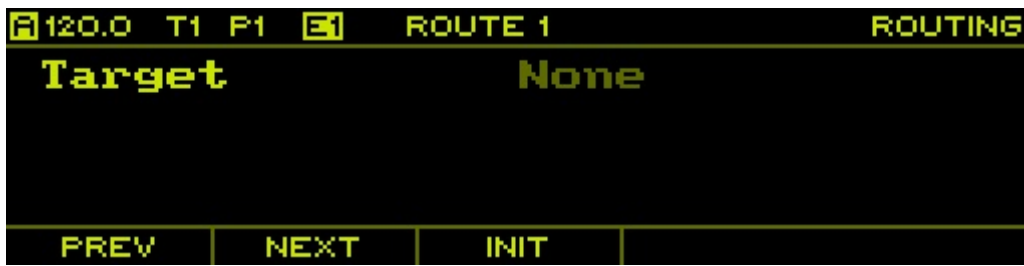 A 120.0 T1 P1 E1 ROUTE 1 ROUTING
Target None
PREV NEXT INIT